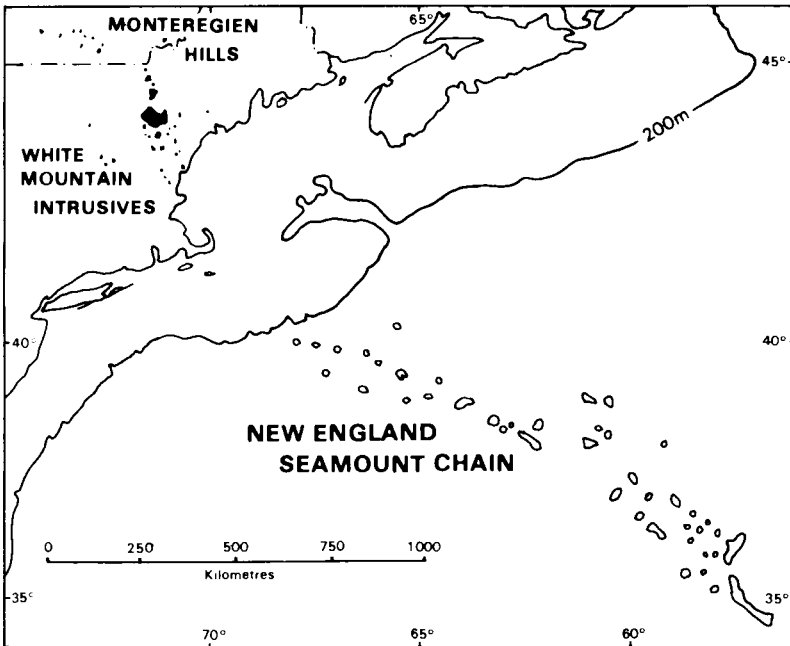 MONTEREGIEN
HILLS
65°
45°
200m
WHITE
MOUNTAIN
INTRUSIVES
40°
40°
NEW ENGLAND
SEAMOUNT CHAIN
0 250 500 750 1000
Kilometres
35°
35°
70° 65° 60°